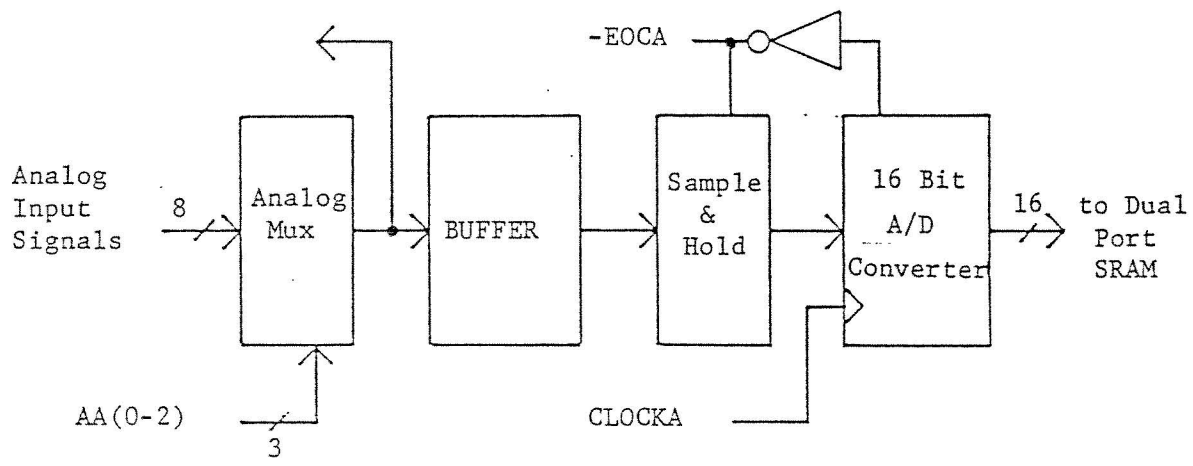 -EOCA
Analog
Input
Signals
8
Analog
Mux
BUFFER
Sample
&
Hold
16 Bit
A/D
Converter
16
to Dual
Port
SRAM
AA(0-2)
3
CLOCKA